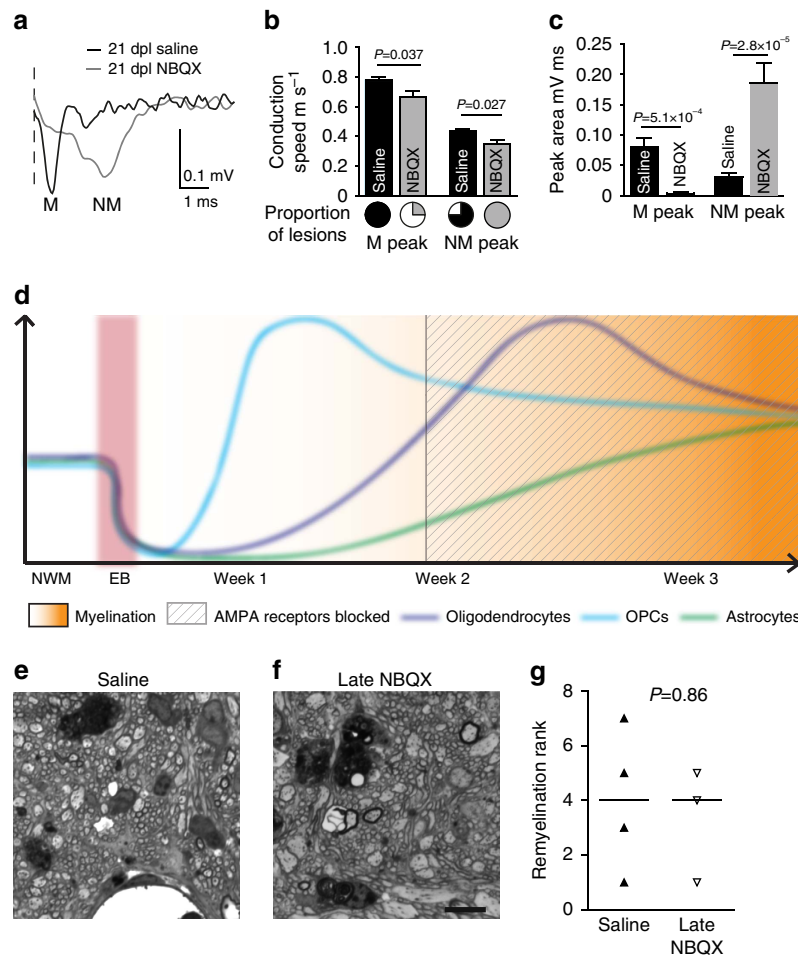 a
21 dpl saline
21 dpl NBQX
0.1 mV
1 ms
M
NM
b
Conduction
speed m s⁻¹
1.0
0.8
0.6
0.4
0.2
0
P=0.037
P=0.027
Saline
NBQX
Saline
NBQX
Proportion
of lesions
M peak
NM peak
c
Peak area mV ms
0.25
0.20
0.15
0.10
0.05
0
P=2.8×10⁻⁵
P=5.1×10⁻⁴
Saline
NBQX
Saline
NBQX
M peak
NM peak
d
NWM
EB
Week 1
Week 2
Week 3
Myelination
AMPA receptors blocked
Oligodendrocytes
OPCs
Astrocytes
e
Saline
f
Late NBQX
g
Remyelination rank
8
6
4
2
0
P=0.86
Saline
Late
NBQX